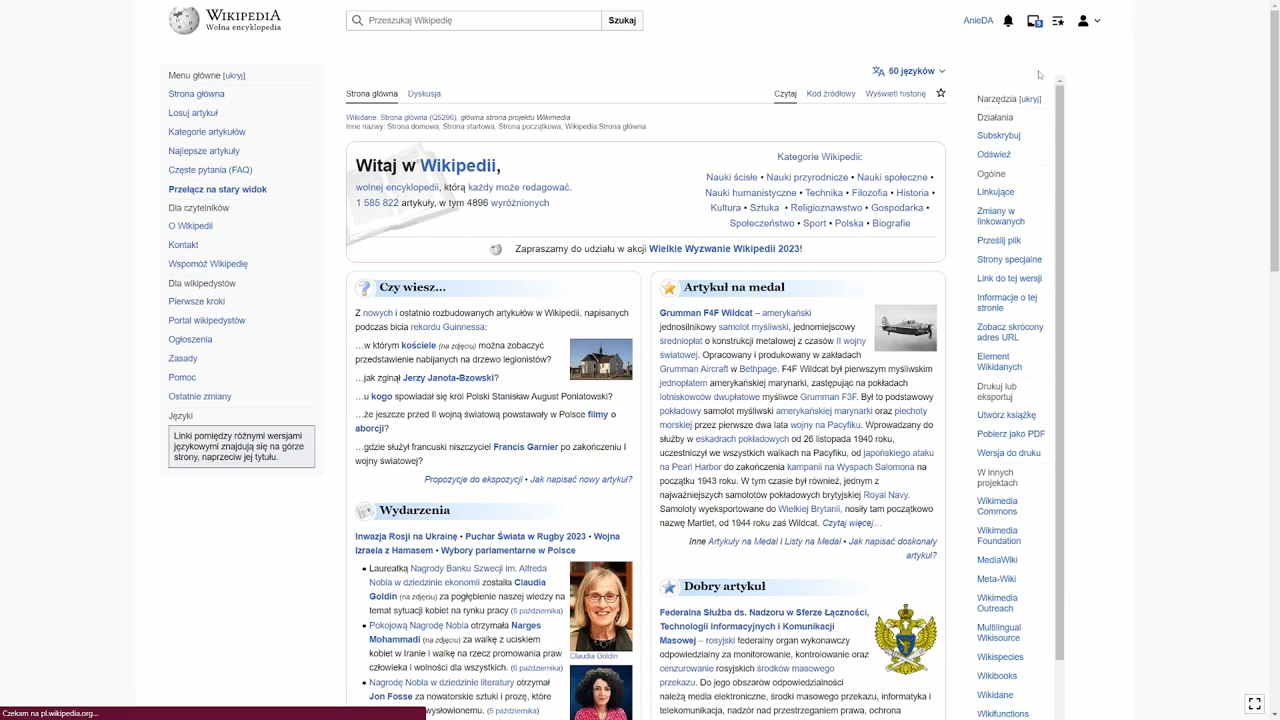 WIKIPEDIA
Wolna encyklopedia
Przeszukaj Wikipedię
Szukaj
AnieDA
Menu główne [ukryj]
Strona główna
Losuj artykuł
Kategorie artykułów
Najlepsze artykuły
Częste pytania (FAQ)
Przełącz na stary widok
Dla czytelników
O Wikipedii
Kontakt
Wspomóż Wikipedię
Dla wikipedystów
Pierwsze kroki
Portal wikipedystów
Ogłoszenia
Zasady
Pomoc
Ostatnie zmiany
Języki
Linki pomiędzy różnymi wersjami
językowymi znajdują się na górze
strony, naprzeciw jej tytułu.
60 języków
Strona główna Dyskusja
Czytaj Kod źródłowy Wyświetl historię
Wikidane: Strona główna (Q5296), główna strona projektu Wikimedia
Inne nazwy: Strona domowa, Strona startowa, Strona początkowa, Wikipedia:Strona główna
Witaj w Wikipedii,
wolnej encyklopedii, którą każdy może redagować.
1 585 822 artykuły, w tym 4896 wyróżnionych
Kategorie Wikipedii:
Nauki ścisłe • Nauki przyrodnicze • Nauki społeczne •
Nauki humanistyczne • Technika • Filozofia • Historia •
Kultura • Sztuka • Religioznawstwo • Gospodarka •
Społeczeństwo • Sport • Polska • Biografie
Zapraszamy do udziału w akcji Wielkie Wyzwanie Wikipedii 2023!
Czy wiesz...
Z nowych i ostatnio rozbudowanych artykułów w Wikipedii, napisanych
podczas bicia rekordu Guinnessa:
…w którym kościele (na zdjęciu) można zobaczyć
przedstawienie nabijanych na drzewo legionistów?
…jak zginął Jerzy Janota-Bzowski?
…u kogo spowiadał się król Polski Stanisław August Poniatowski?
…że jeszcze przed II wojną światową powstawały w Polsce filmy o
aborcji?
…gdzie służył francuski niszczyciel Francis Garnier po zakończeniu I
wojny światowej?
Propozycje do ekspozycji • Jak napisać nowy artykuł?
Wydarzenia
Inwazja Rosji na Ukrainę • Puchar Świata w Rugby 2023 • Wojna
Izraela z Hamasem • Wybory parlamentarne w Polsce
• Laureatką Nagrody Banku Szwecji im. Alfreda
Nobla w dziedzinie ekonomii została Claudia
Goldin (na zdjęciu) za pogłębienie naszej wiedzy na
temat sytuacji kobiet na rynku pracy (9 października)
• Pokojową Nagrodę Nobla otrzymała Narges
Mohammadi (na zdjęciu) za walkę z uciskiem
kobiet w Iranie i walkę na rzecz promowania praw
człowieka i wolności dla wszystkich. (6 października)
• Nagrodę Nobla w dziedzinie literatury otrzymał
Jon Fosse za nowatorskie sztuki i prozę, które
wysłowionemu. (5 października)
Claudia Goldin
Artykuł na medal
Grumman F4F Wildcat – amerykański
jednosilnikowy samolot myśliwski, jednomiejscowy
średniopłat o konstrukcji metalowej z czasów II wojny
światowej. Opracowany i produkowany w zakładach
Grumman Aircraft w Bethpage. F4F Wildcat był pierwszym myśliwskim
jednopłatem amerykańskiej marynarki, zastępując na pokładach
lotniskowców dwupłatowe myśliwce Grumman F3F. Był to podstawowy
pokładowy samolot myśliwski amerykańskiej marynarki oraz piechoty
morskiej przez pierwsze dwa lata wojny na Pacyfiku. Wprowadzany do
służby w eskadrach pokładowych od 26 listopada 1940 roku,
uczestniczył we wszystkich walkach na Pacyfiku, od japońskiego ataku
na Pearl Harbor do zakończenia kampanii na Wyspach Salomona na
początku 1943 roku. W tym czasie był również, jednym z
najważniejszych samolotów pokładowych brytyjskiej Royal Navy.
Samoloty wyeksportowane do Wielkiej Brytanii, nosiły tam początkowo
nazwę Martlet, od 1944 roku zaś Wildcat. Czytaj więcej…
Inne Artykuły na Medal i Listy na Medal • Jak napisać doskonały
artykuł?
Dobry artykuł
Federalna Służba ds. Nadzoru w Sferze Łączności,
Technologii Informacyjnych i Komunikacji
Masowej – rosyjski federalny organ wykonawczy
odpowiedzialny za monitorowanie, kontrolowanie oraz
cenzurowanie rosyjskich środków masowego
przekazu. Do jego obszarów odpowiedzialności
należą media elektroniczne, środki masowego przekazu, informatyka i
telekomunikacja, nadzór nad przestrzeganiem prawa, ochrona
Narzędzia [ukryj]
Działania
Subskrybuj
Odśwież
Ogólne
Linkujące
Zmiany w
linkowanych
Prześlij plik
Strony specjalne
Link do tej wersji
Informacje o tej
stronie
Zobacz skrócony
adres URL
Element
Wikidanych
Drukuj lub
eksportuj
Utwórz książkę
Pobierz jako PDF
Wersja do druku
W innych
projektach
Wikimedia
Commons
Wikimedia
Foundation
MediaWiki
Meta-Wiki
Wikimedia
Outreach
Multilingual
Wikisource
Wikispecies
Wikibooks
Wikidane
Wikifunctions
Czekam na pl.wikipedia.org...